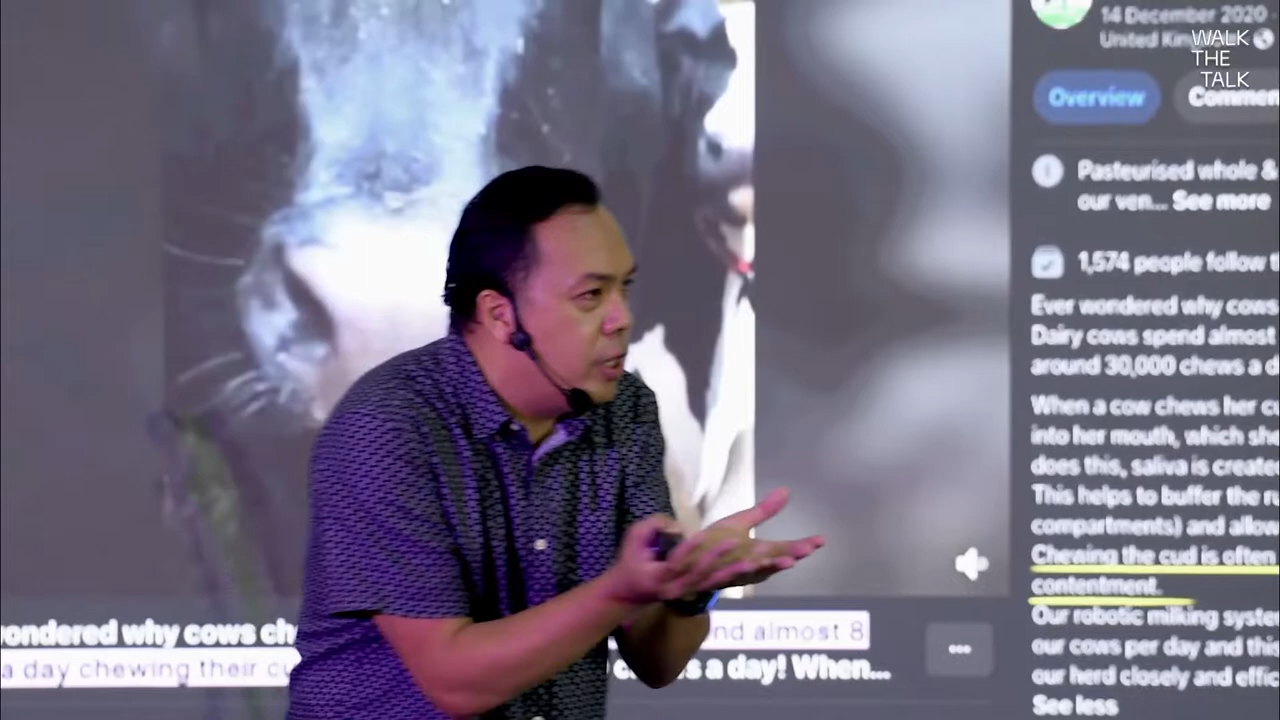 14 December 2020
United Kin
WALK
THE
TALK
Overview
Commen
Pasteurised whole &
our ven... See more
1,574 people follow t
Ever wondered why cows
Dairy cows spend almost
around 30,000 chews a d
When a cow chews her cu
into her mouth, which she
does this, saliva is create
This helps to buffer the ru
compartments) and allow
Chewing the cud is often
contentment.
Our robotic milking syste
our cows per day and this
our herd closely and effic
See less
wondered why cows ch
nd almost 8
a day chewing their cu
s a day! When...